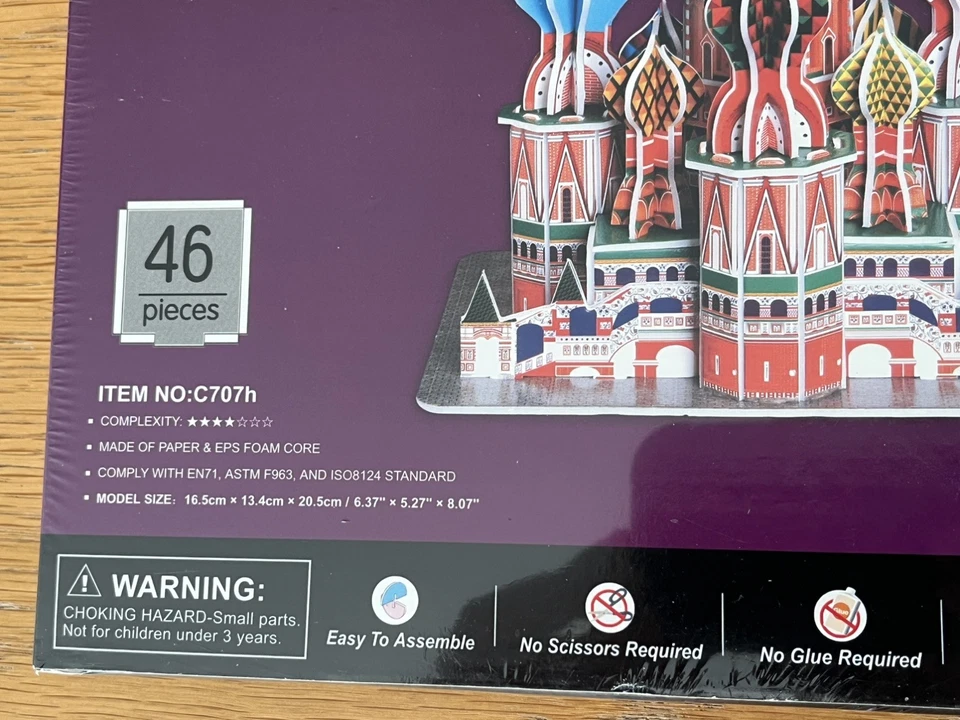 46
pieces
ITEM NO:C707h
▪ COMPLEXITY: ★★★★☆☆☆
▪ MADE OF PAPER & EPS FOAM CORE
▪ COMPLY WITH EN71, ASTM F963, AND ISO8124 STANDARD
▪ MODEL SIZE: 16.5cm × 13.4cm × 20.5cm / 6.37" × 5.27" × 8.07"
WARNING:
CHOKING HAZARD-Small parts.
Not for children under 3 years.
Easy To Assemble
No Scissors Required
GLUE
No Glue Required